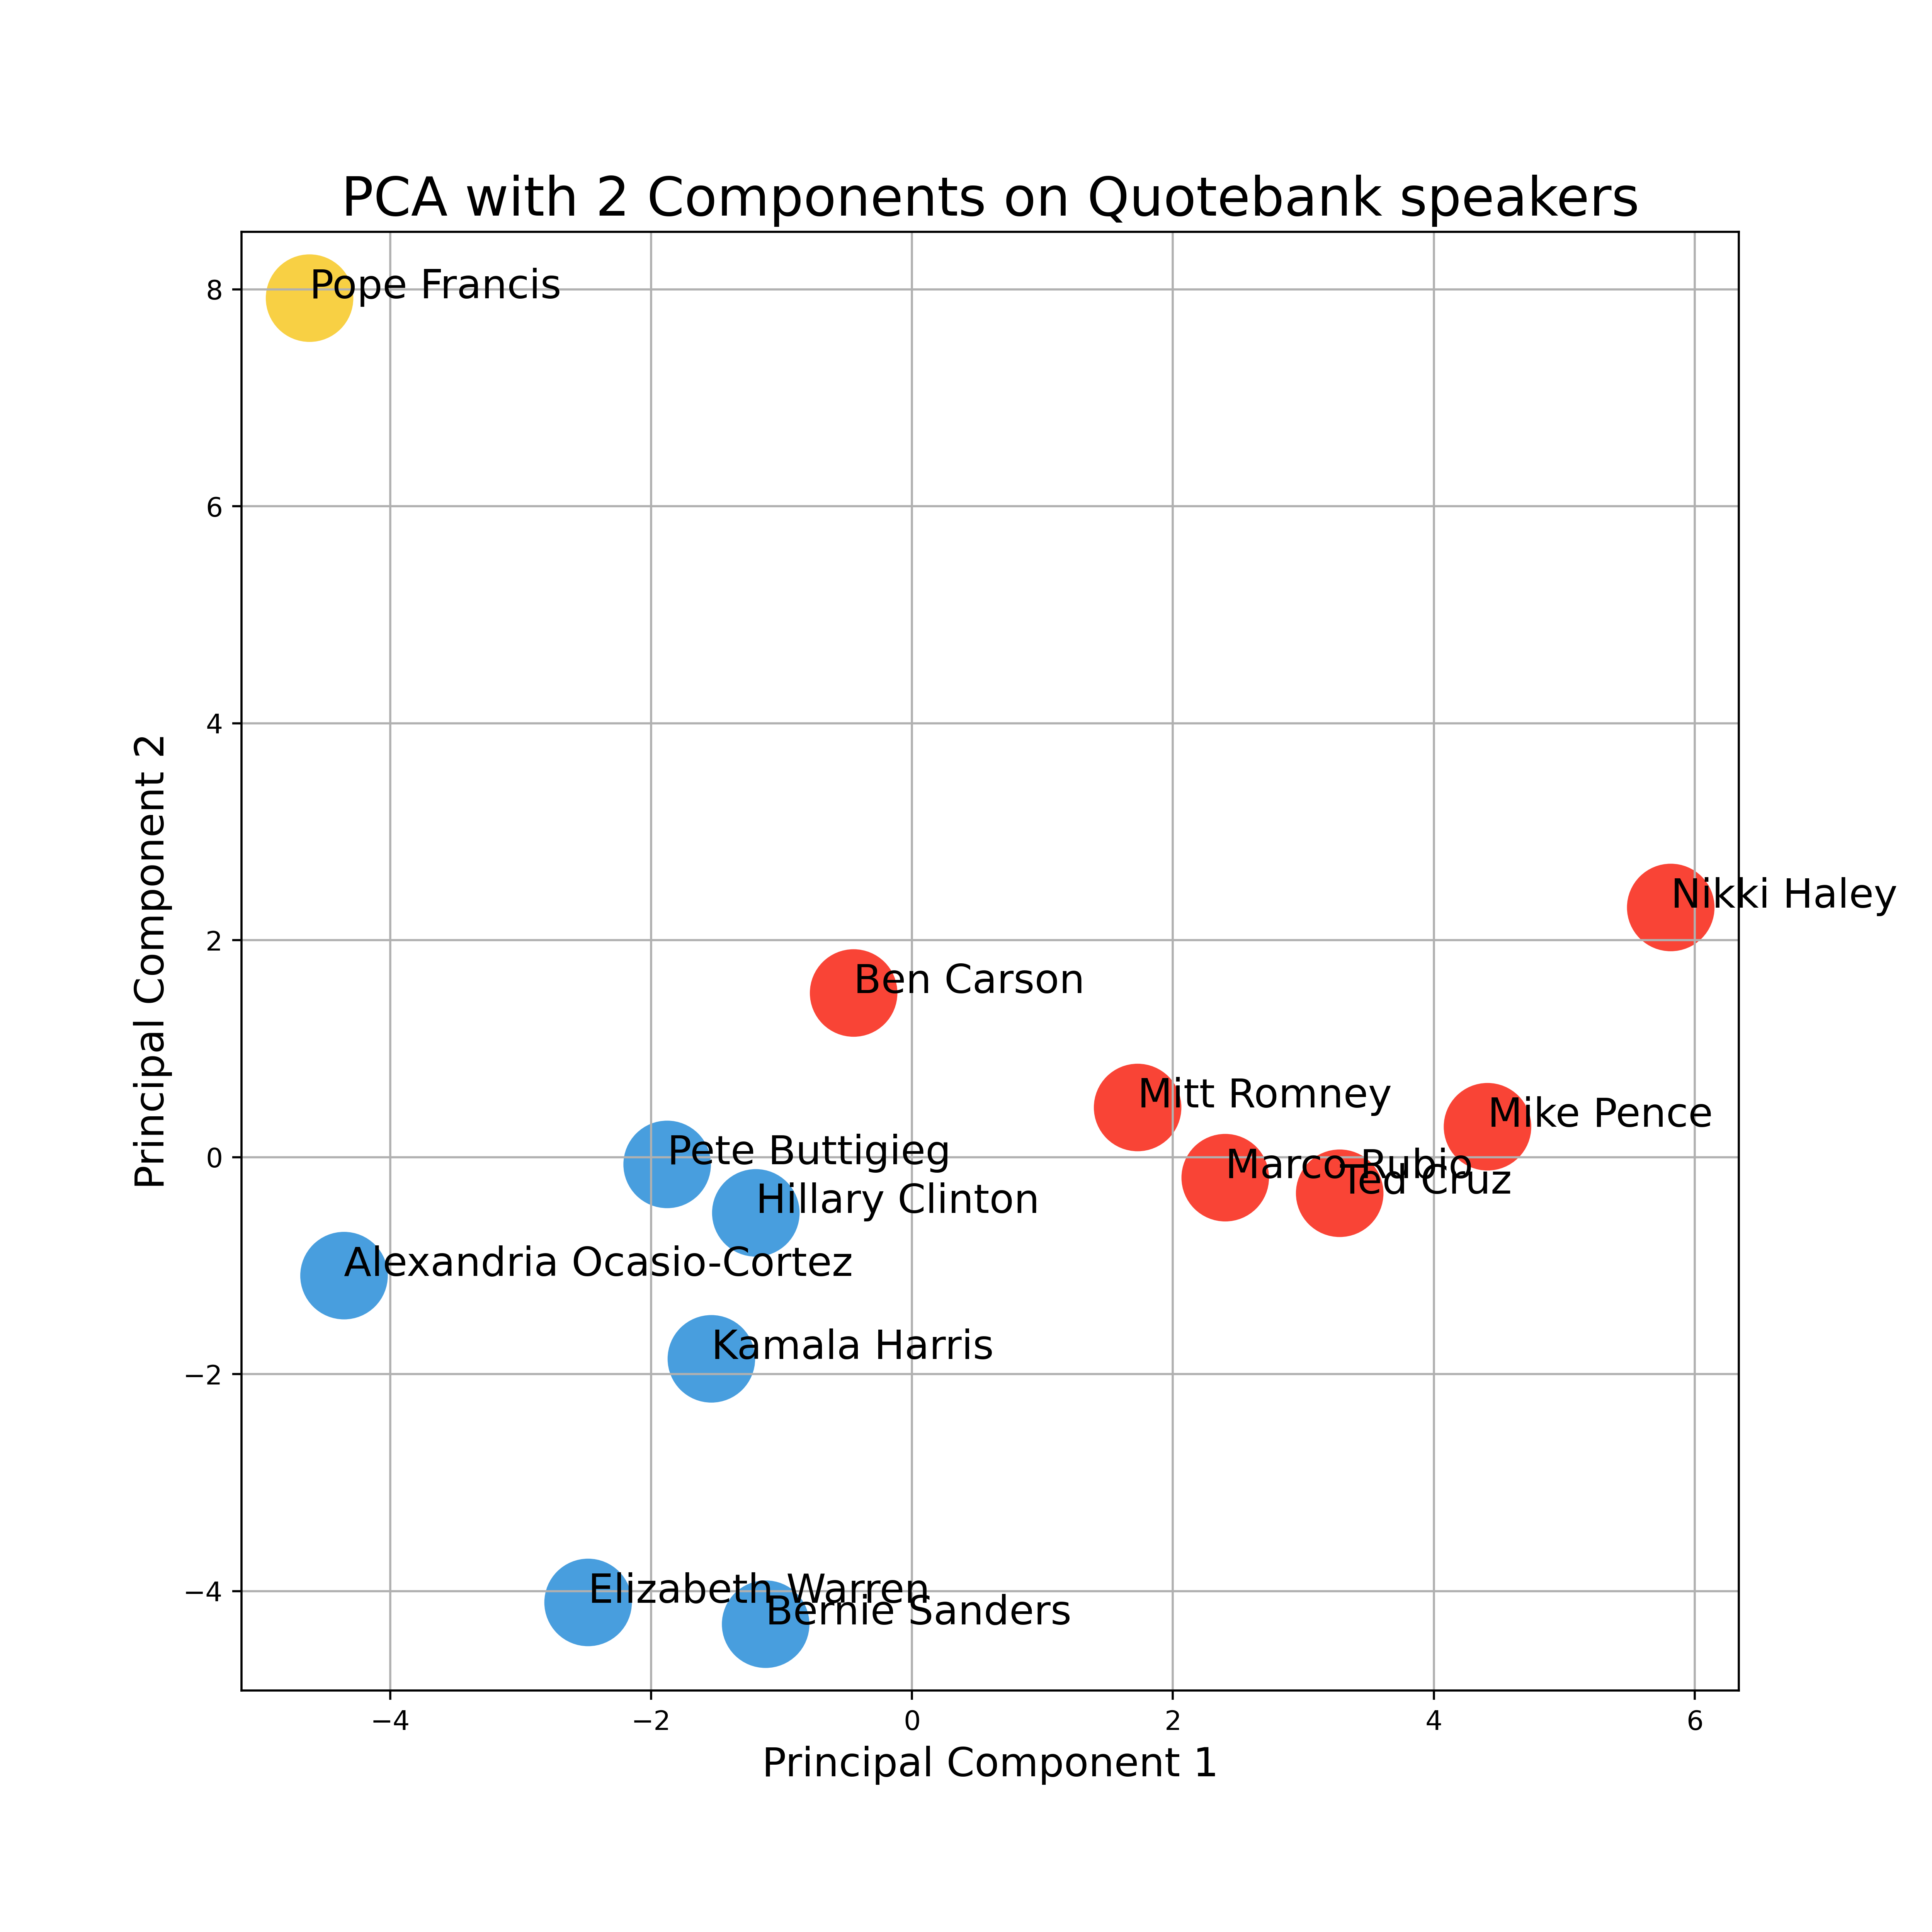 PCA with 2 Components on Quotebank speakers
Principal Component 2
8
6
4
2
0
−2
−4
Pope Francis
Nikki Haley
Ben Carson
Mitt Romney
Mike Pence
Pete Buttigieg
Marco Rubio
Ted Cruz
Hillary Clinton
Alexandria Ocasio-Cortez
Kamala Harris
Elizabeth Warren
Bernie Sanders
−4 −2 0 2 4 6
Principal Component 1